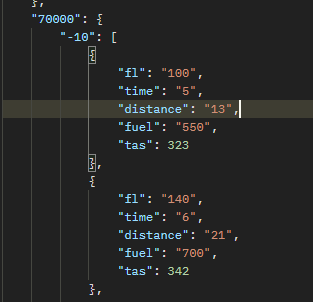 },
"70000": {
"-10": [
{
"fl": "100",
"time": "5",
"distance": "13",
"fuel": "550",
"tas": 323
},
{
"fl": "140",
"time": "6",
"distance": "21",
"fuel": "700",
"tas": 342
},